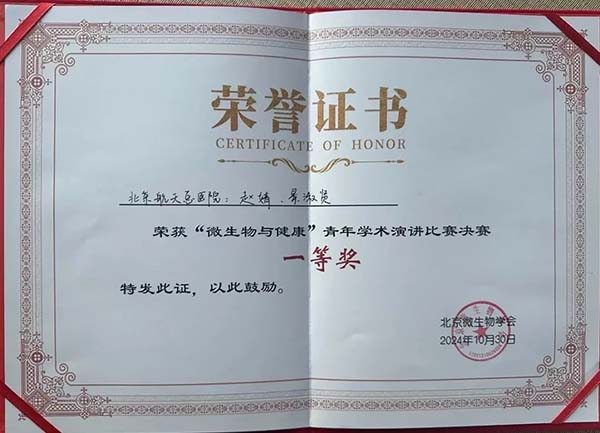 荣誉证书
CERTIFICATE OF HONOR
北京航天总医院：赵婧、景淑贤
荣获“微生物与健康”青年学术演讲比赛决赛
一等奖
特发此证，以此鼓励。
北京微生物学会
2024年10月30日